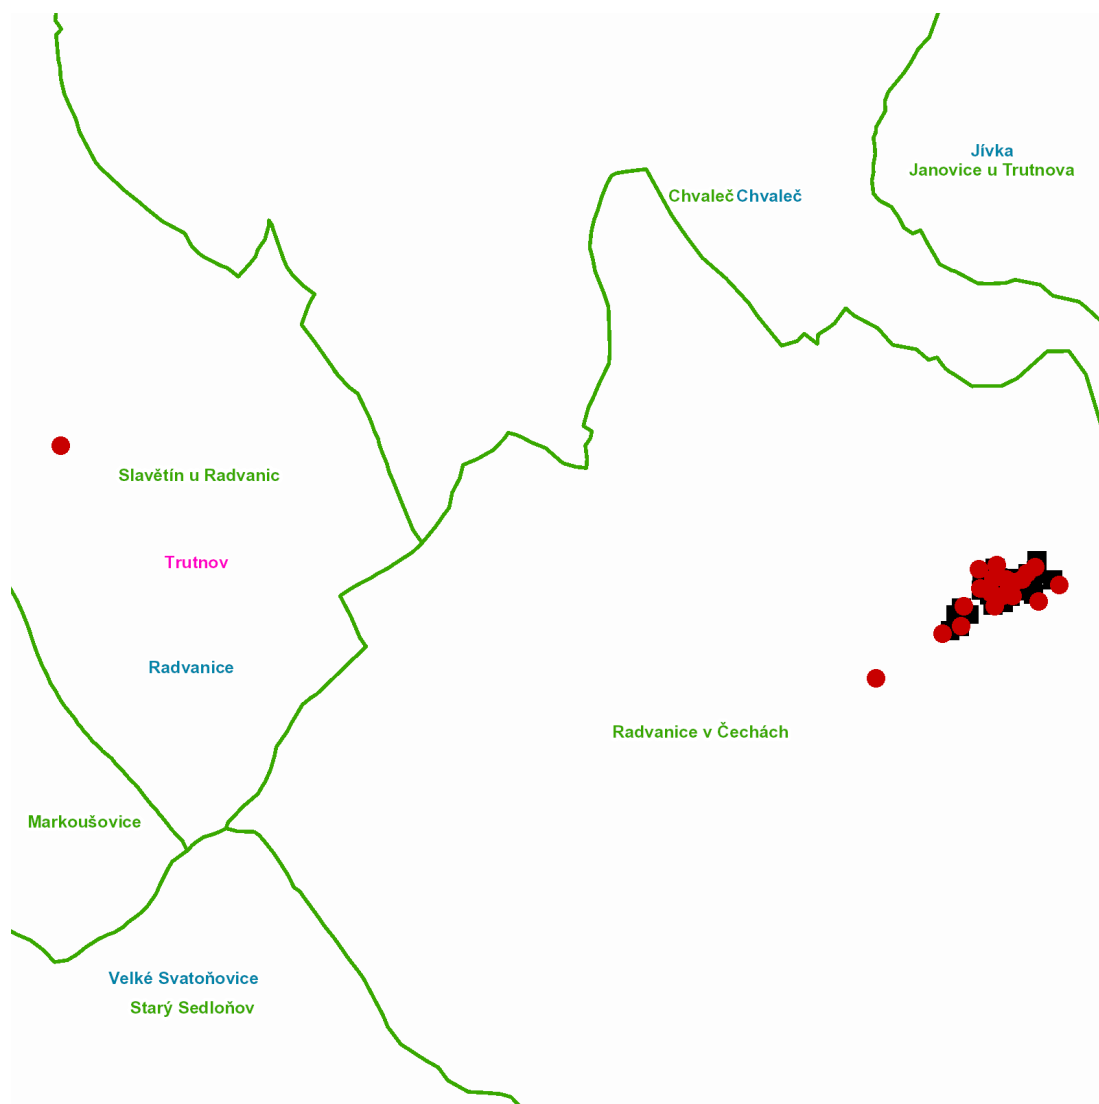 Jívka
Janovice u Trutnova
Chvaleč Chvaleč
Slavětín u Radvanic
Trutnov
Radvanice
Radvanice v Čechách
Markoušovice
Velké Svatoňovice
Starý Sedloňov